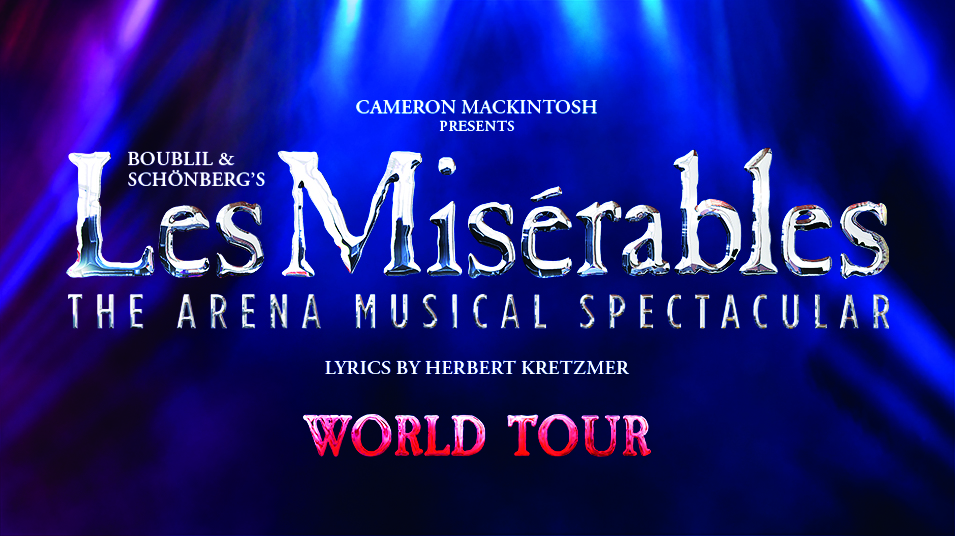 CAMERON MACKINTOSH
PRESENTS
BOUBLIL &
SCHÖNBERG'S
Les Misérables
THE ARENA MUSICAL SPECTACULAR
LYRICS BY HERBERT KRETZMER
WORLD TOUR